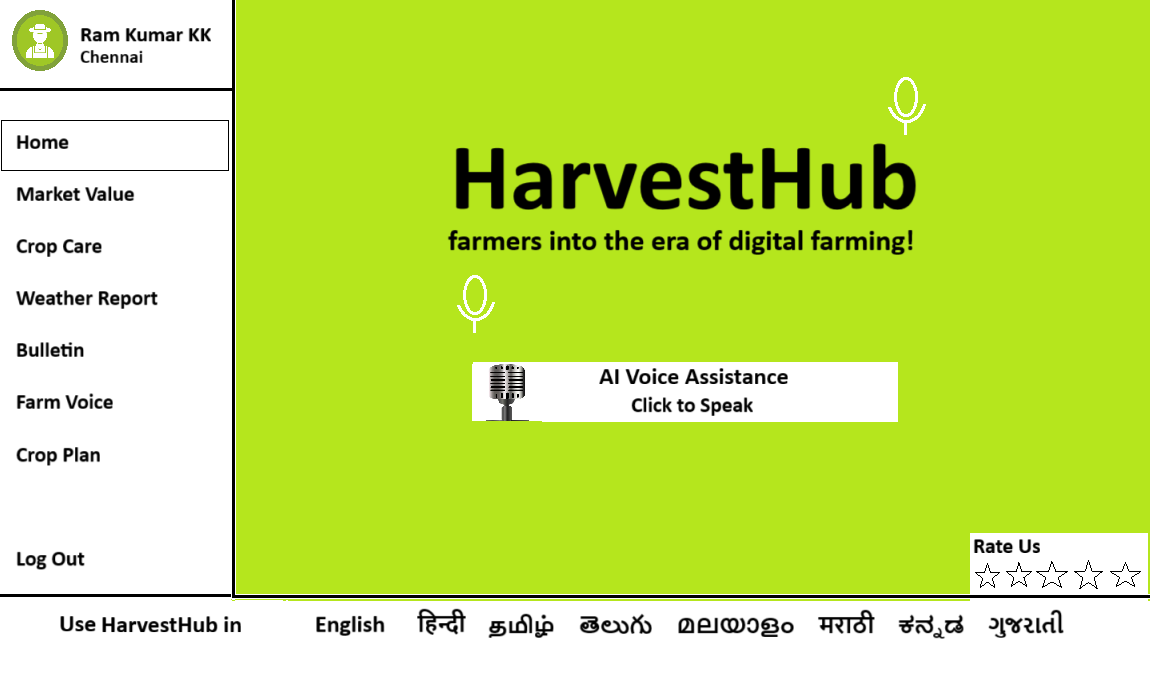 Ram Kumar KK
Chennai
Home
Market Value
Crop Care
Weather Report
Bulletin
Farm Voice
Crop Plan
Log Out
HarvestHub
farmers into the era of digital farming!
AI Voice Assistance
Click to Speak
Rate Us
Use HarvestHub in English हिन्दी தமிழ் తెలుగు മലയാളം मराठी ಕನ್ನಡ ગુજરાતી